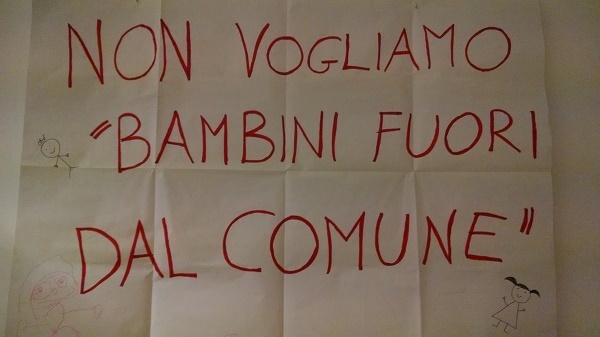 NON VOGLIAMO
"BAMBINI FUORI
DAL COMUNE"